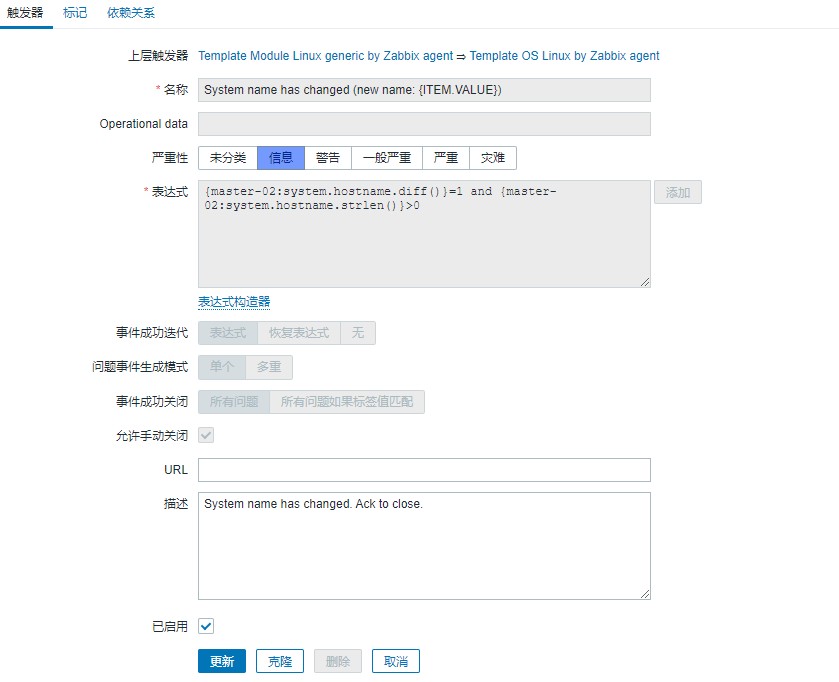 触发器 标记 依赖关系
上层触发器 Template Module Linux generic by Zabbix agent ⇒ Template OS Linux by Zabbix agent
* 名称 System name has changed (new name: {ITEM.VALUE})
Operational data
严重性 未分类 信息 警告 一般严重 严重 灾难
* 表达式 {master-02:system.hostname.diff()}=1 and {master- 添加
02:system.hostname.strlen()}>0
表达式构造器
事件成功迭代 表达式 恢复表达式 无
问题事件生成模式 单个 多重
事件成功关闭 所有问题 所有问题如果标签值匹配
允许手动关闭
URL
描述 System name has changed. Ack to close.
已启用
更新 克隆 删除 取消